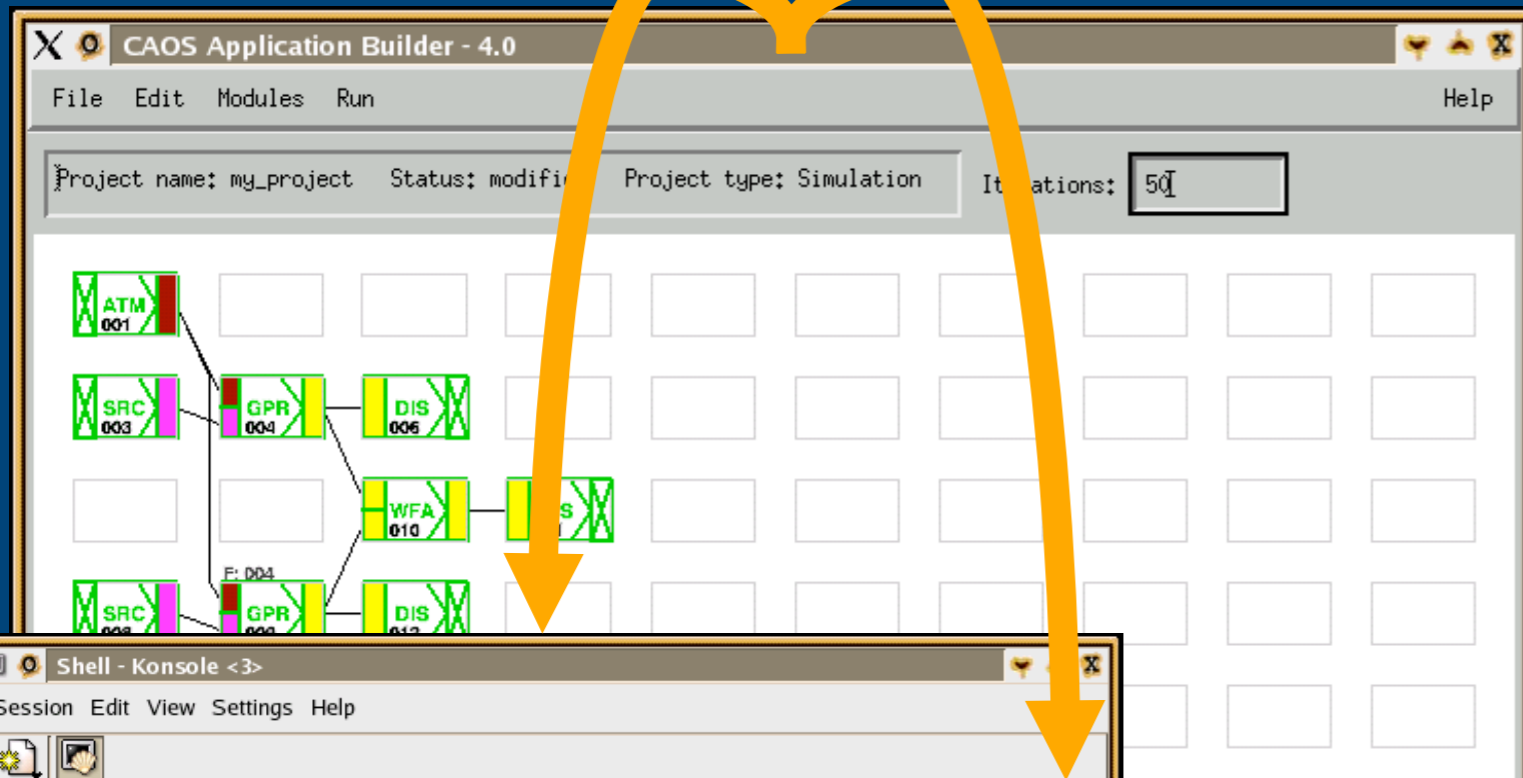 CAOS Application Builder - 4.0
File Edit Modules Run Help
Project name: my_project Status: Project type: Simulation Iterations: 50
ATM
001
SRC GPR DIS
003 004 006
WFA
010
F: 004
SRC GPR DIS
Shell - Konsole <3>
Session Edit View Settings Help